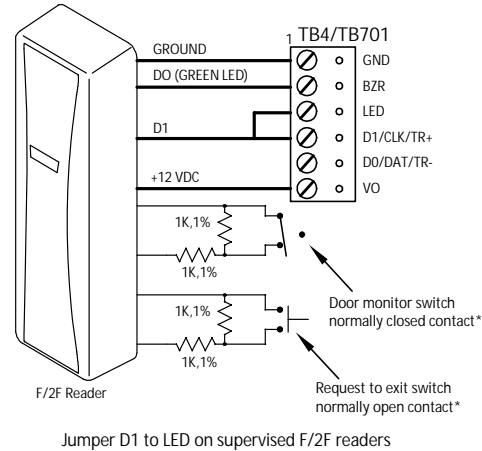 1 TB4/TB701
GROUND
GND
DO (GREEN LED)
BZR
LED
D1
D1/CLK/TR+
D0/DAT/TR-
+12 VDC
VO
1K,1%
1K,1%
Door monitor switch
normally closed contact*
1K,1%
1K,1%
F/2F Reader
Request to exit switch
normally open contact*
Jumper D1 to LED on supervised F/2F readers